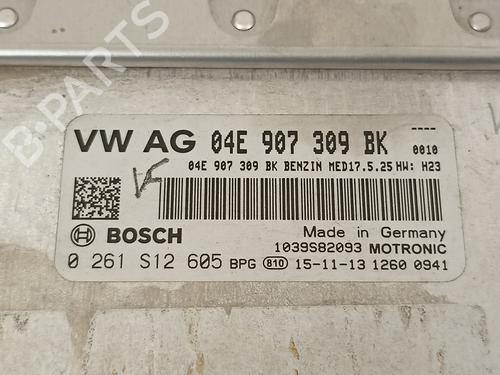 VW AG 04E 907 309 BK ----
0010
04E 907 309 BK BENZIN MED17.5.25 HW: H23
VF
BOSCH
Made in Germany
1039S82093 MOTRONIC
0 261 S12 605 BPG 810 15-11-13 1260 0941